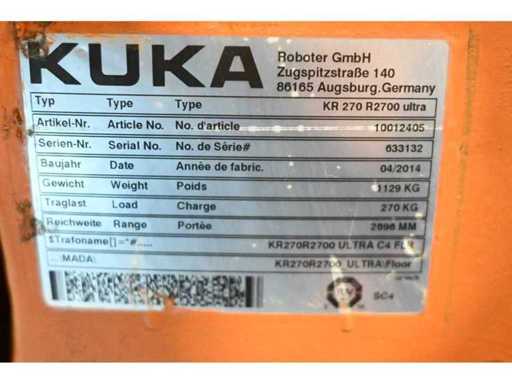 KUKA
Roboter GmbH
Zugspitzstraße 140
86165 Augsburg.Germany
Typ Type Type KR 270 R2700 ultra
Artikel-Nr. Article No. No. d'article 10012405
Serien-Nr. Serial No. No. de Série# 633132
Baujahr Date Année de fabric. 04/2014
Gewicht Weight Poids 1129 KG
Traglast Load Charge 270 KG
Reichweite Range Portée 2696 MM
$Trafoname[]="#..... KR270R2700 ULTRA C4 FLR
...\MADA\ KR270R2700_ULTRA\Floor
SC4